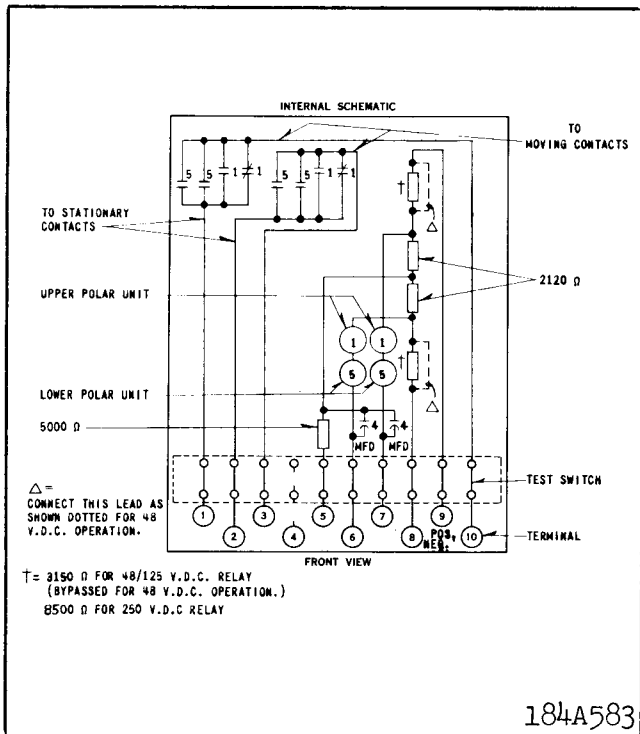 INTERNAL SCHEMATIC
TO
MOVING CONTACTS
5 5 1 1
5 5 1 1
†
Δ
TO STATIONARY
CONTACTS
2120 Ω
UPPER POLAR UNIT
1 1
†
LOWER POLAR UNIT
5 5
Δ
5000 Ω
4 4
MFD MFD
TEST SWITCH
Δ =
CONNECT THIS LEAD AS
SHOWN DOTTED FOR 48
V.D.C. OPERATION.
1 3 5 7 9
2 4 6 8 10
POS.
NEG.
TERMINAL
FRONT VIEW
† = 3150 Ω FOR 48/125 V.D.C. RELAY
(BYPASSED FOR 48 V.D.C. OPERATION.)
8500 Ω FOR 250 V.D.C RELAY
184A583